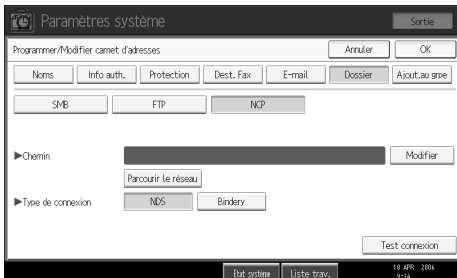 Paramètres système Sortie
Programmer/Modifier carnet d'adresses Annuler OK
Noms Info auth. Protection Dest. Fax E-mail Dossier Ajout.au grpe
SMB FTP NCP
▶Chemin Modifier
Parcourir le réseau
▶Type de connexion NDS Bindery
Test connexion
Etat système Liste trav. 18 APR 2006
9:14